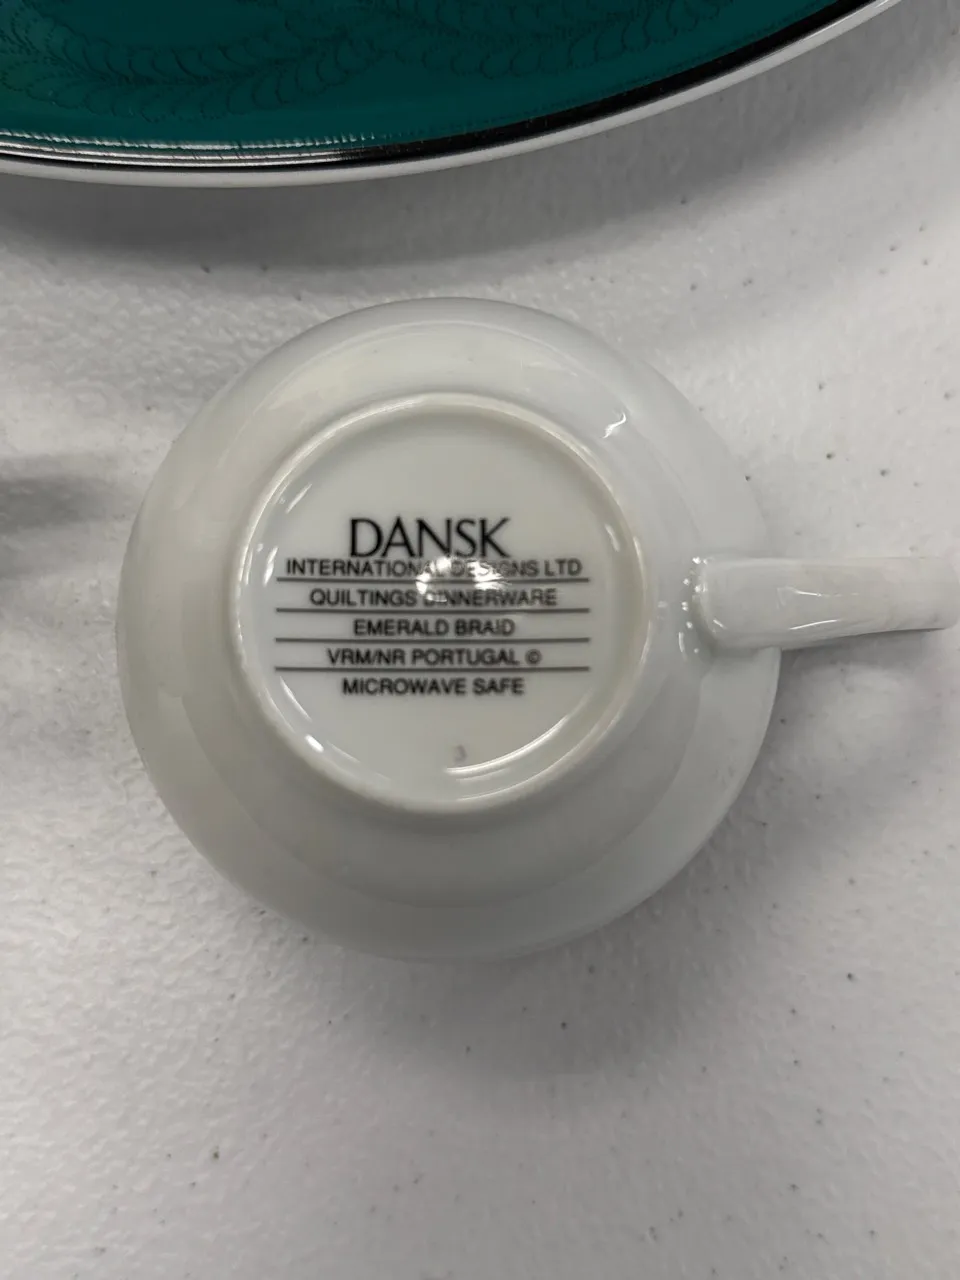 DANSK
INTERNATIONAL DESIGNS LTD
QUILTINGS DINNERWARE
EMERALD BRAID
VRM/NR PORTUGAL ©
MICROWAVE SAFE